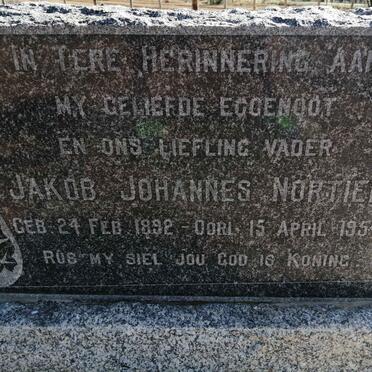 IN TERE HERINNERING AAN
MY GELIEFDE EGGENOOT
EN ONS LIEFLING VADER
JAKOB JOHANNES NORTIER
GEB 24 FEB. 1892 - OORL. 15 APRIL
RUS MY SIEL JOU GOD IS KONING